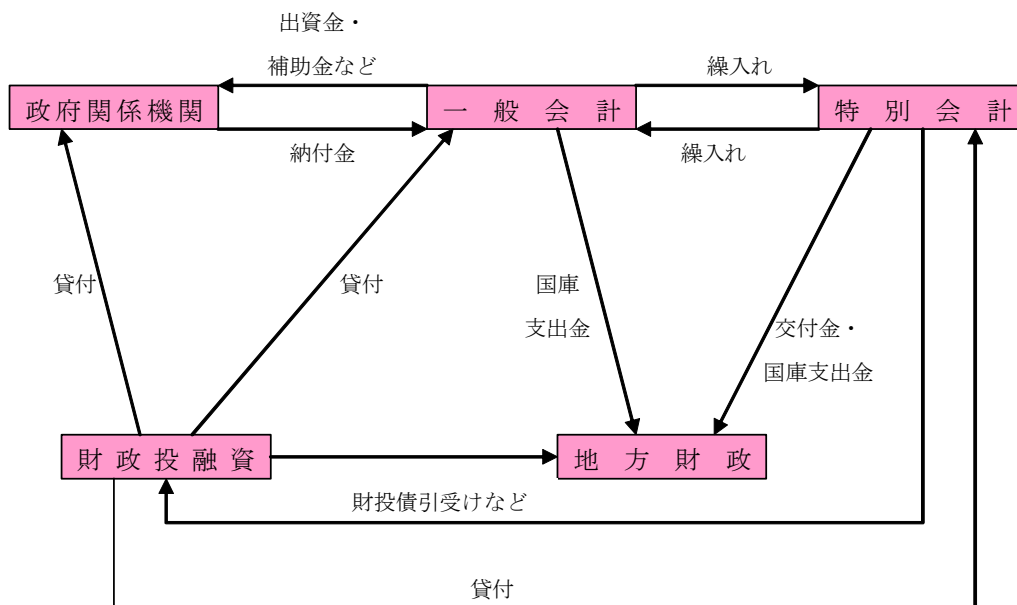 出資金・
補助金など
繰入れ
政府関係機関
一般会計
特別会計
納付金
繰入れ
貸付
貸付
国庫
支出金
交付金・
国庫支出金
財政投融資
地方財政
財投債引受けなど
貸付